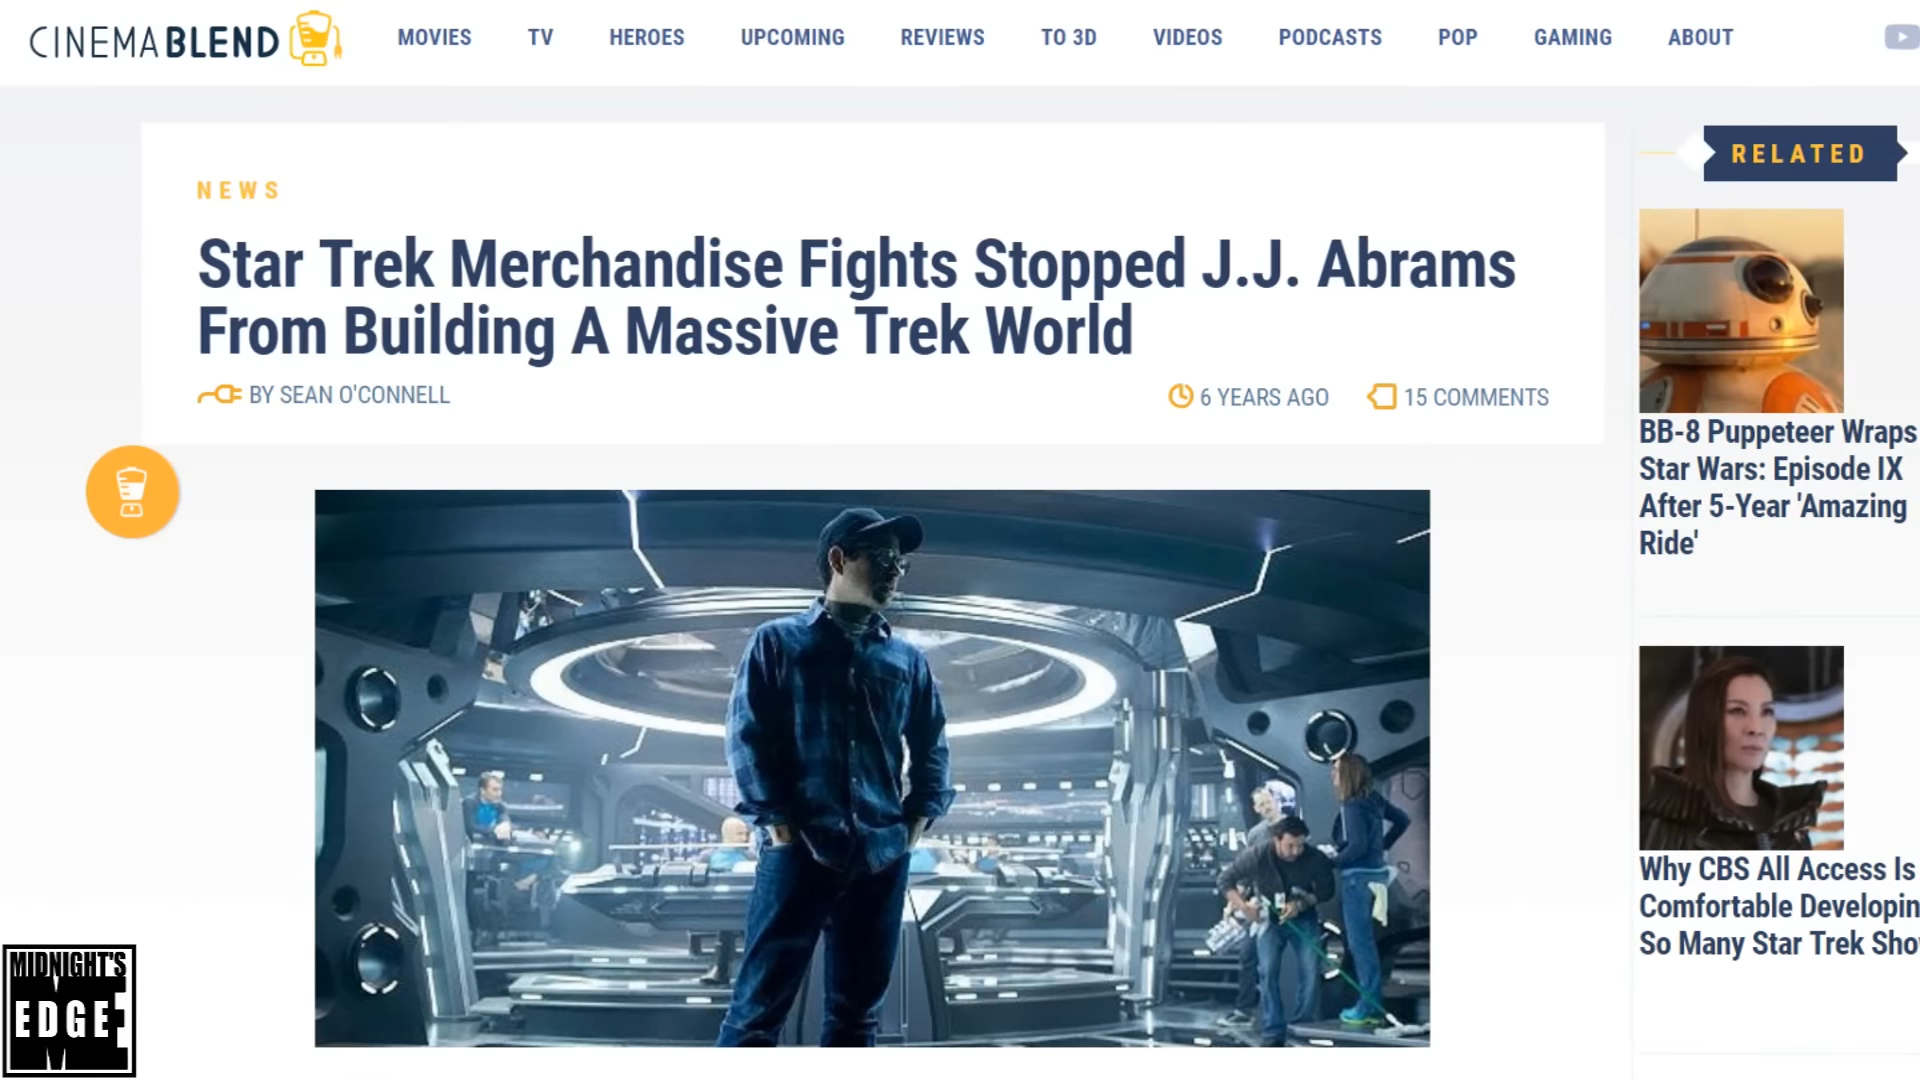 CINEMABLEND
MOVIES TV HEROES UPCOMING REVIEWS TO 3D VIDEOS PODCASTS POP GAMING ABOUT
NEWS
Star Trek Merchandise Fights Stopped J.J. Abrams
From Building A Massive Trek World
BY SEAN O'CONNELL
6 YEARS AGO
15 COMMENTS
RELATED
BB-8 Puppeteer Wraps
Star Wars: Episode IX
After 5-Year 'Amazing
Ride'
Why CBS All Access Is
Comfortable Developin
So Many Star Trek Sho
MIDNIGHT'S
EDGE